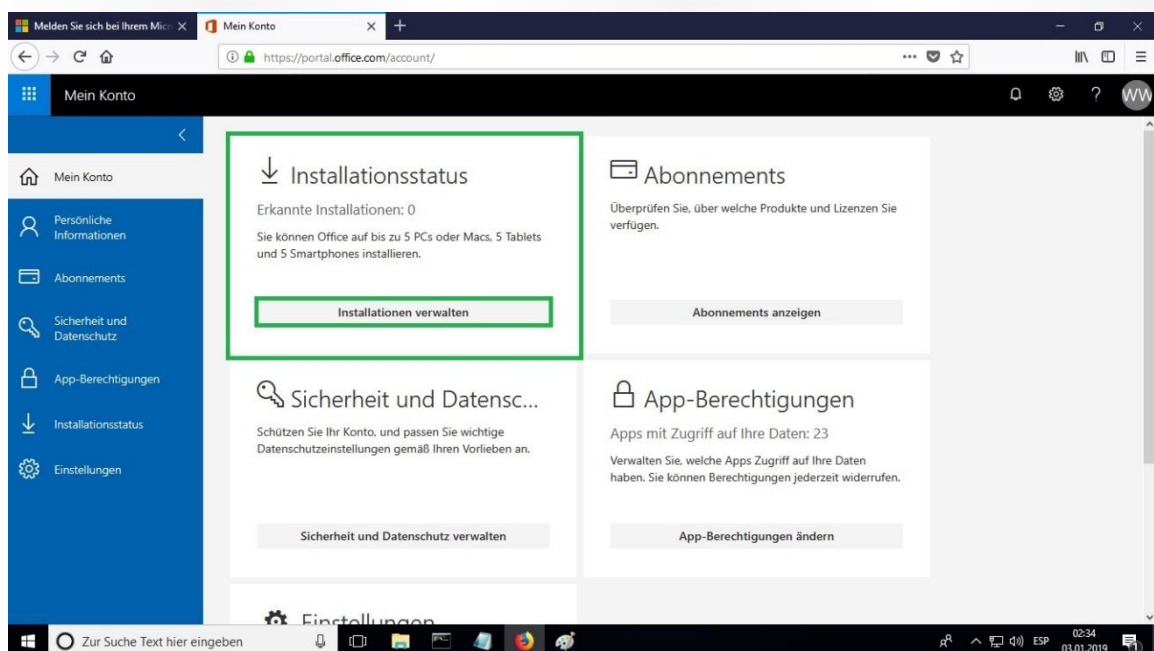 Melden Sie sich bei Ihrem Micr
Mein Konto
https://portal.office.com/account/
Mein Konto
WW
Mein Konto
Persönliche
Informationen
Abonnements
Sicherheit und
Datenschutz
App-Berechtigungen
Installationsstatus
Einstellungen
Installationsstatus
Erkannte Installationen: 0
Sie können Office auf bis zu 5 PCs oder Macs, 5 Tablets
und 5 Smartphones installieren.
Installationen verwalten
Abonnements
Überprüfen Sie, über welche Produkte und Lizenzen Sie
verfügen.
Abonnements anzeigen
Sicherheit und Datensc...
Schützen Sie Ihr Konto, und passen Sie wichtige
Datenschutzeinstellungen gemäß Ihren Vorlieben an.
Sicherheit und Datenschutz verwalten
App-Berechtigungen
Apps mit Zugriff auf Ihre Daten: 23
Verwalten Sie, welche Apps Zugriff auf Ihre Daten
haben. Sie können Berechtigungen jederzeit widerrufen.
App-Berechtigungen ändern
Einstellungen
Zur Suche Text hier eingeben
ESP
02:34
03.01.2019